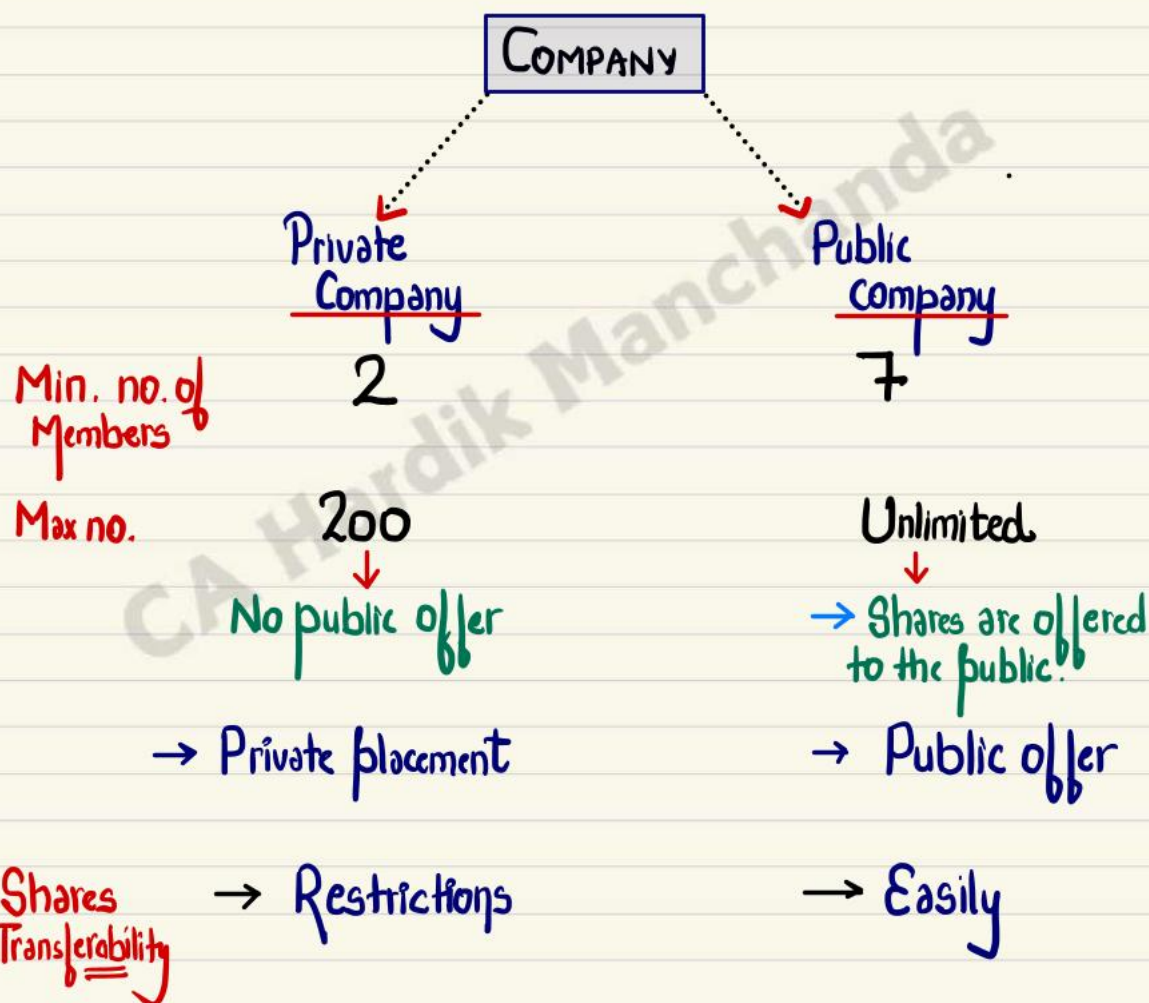 COMPANY
Private
Company
Public
company
Min. no. of
Members
2
7
Max no.
200
Unlimited
No public offer
→ Shares are offered
to the public.
→ Private placement
→ Public offer
Shares
Transferability
→ Restrictions
→ Easily
CA Hardik Manchanda